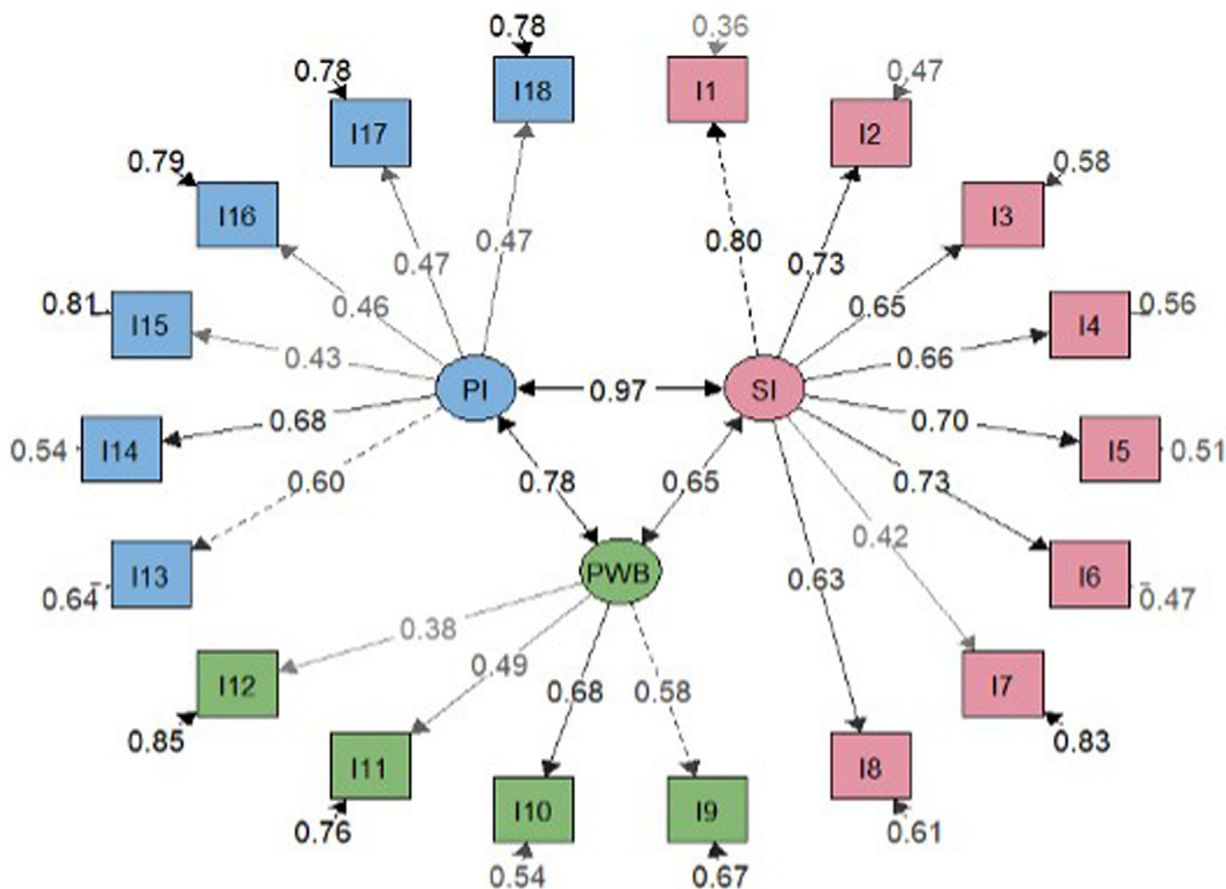 0.78 0.36
0.78 I18 I1 0.47
I17 I2
0.79 0.58
I16 I3
0.47 0.80
0.47 0.73
0.46 0.65
0.81 0.56
I15 I4
0.43 0.66
PI 0.97 SI
0.68 0.70
0.54 I14 I5 0.51
0.60 0.78 0.65 0.73
0.42
I13 PWB 0.63 I6
0.64 0.47
0.38
0.49
I12 0.68 0.58 I7
0.85 0.83
I11 I8
I10 I9
0.76 0.61
0.54 0.67